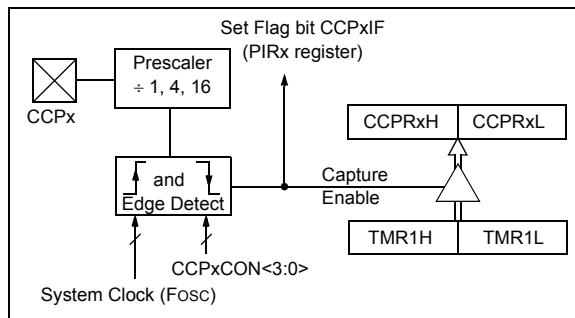 Set Flag bit CCPxIF
(PIRx register)
Prescaler
÷ 1, 4, 16
CCPx
CCPRxH CCPRxL
and
Edge Detect
Capture
Enable
TMR1H TMR1L
CCPxCON<3:0>
System Clock (FOSC)